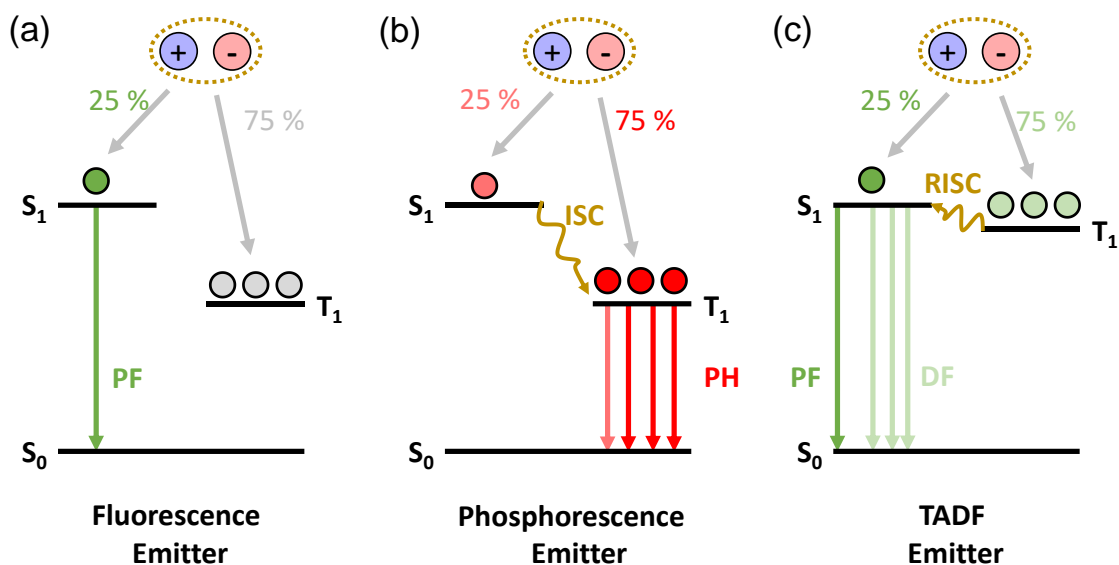 (a)
+ -
25 %
75 %
S1
T1
PF
S0
Fluorescence
Emitter
(b)
+ -
25 %
75 %
S1
ISC
T1
PH
S0
Phosphorescence
Emitter
(c)
+ -
25 %
75 %
RISC
S1
T1
PF
DF
S0
TADF
Emitter